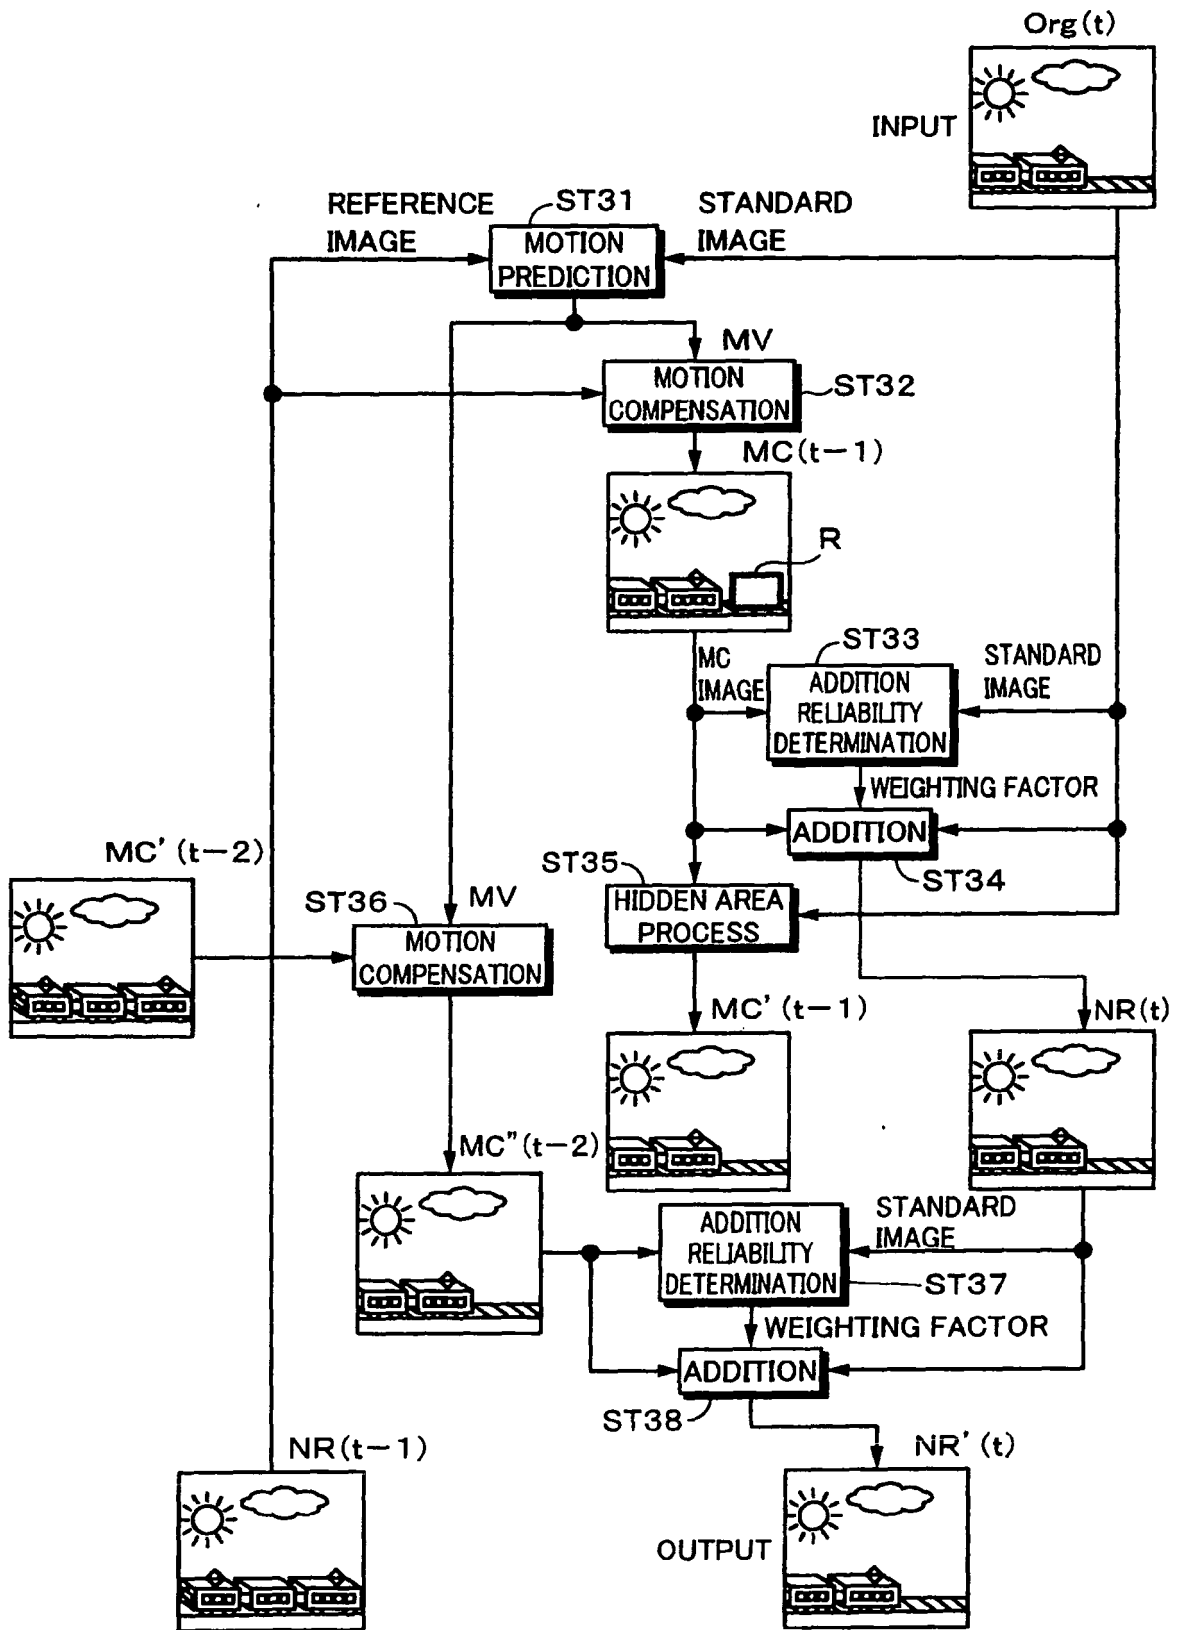 Org(t)
INPUT
REFERENCE
IMAGE
ST31
STANDARD
IMAGE
MOTION
PREDICTION
MV
MOTION
COMPENSATION
ST32
MC(t-1)
R
ST33
MC
IMAGE
ADDITION
RELIABILITY
DETERMINATION
STANDARD
IMAGE
WEIGHTING FACTOR
ADDITION
ST34
MC'(t-2)
ST35
HIDDEN AREA
PROCESS
ST36
MV
MOTION
COMPENSATION
MC'(t-1)
NR(t)
MC"(t-2)
ADDITION
RELIABILITY
DETERMINATION
STANDARD
IMAGE
ST37
WEIGHTING FACTOR
ADDITION
ST38
NR(t-1)
NR'(t)
OUTPUT